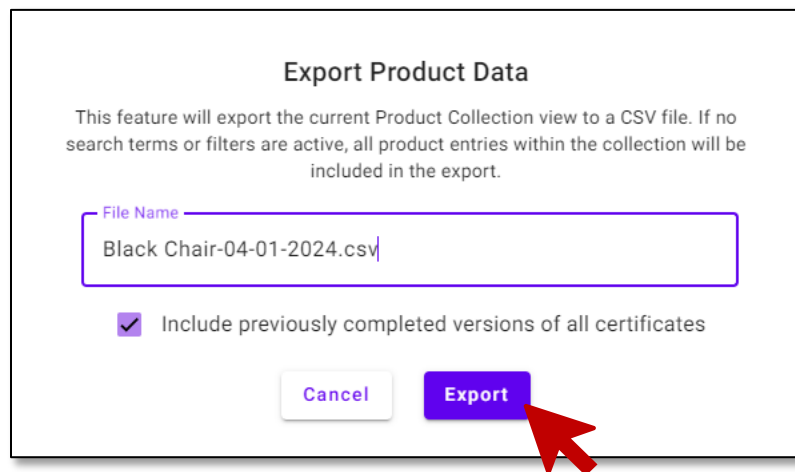 Export Product Data
This feature will export the current Product Collection view to a CSV file. If no
search terms or filters are active, all product entries within the collection will be
included in the export.
File Name
Black Chair-04-01-2024.csv
Include previously completed versions of all certificates
Cancel
Export